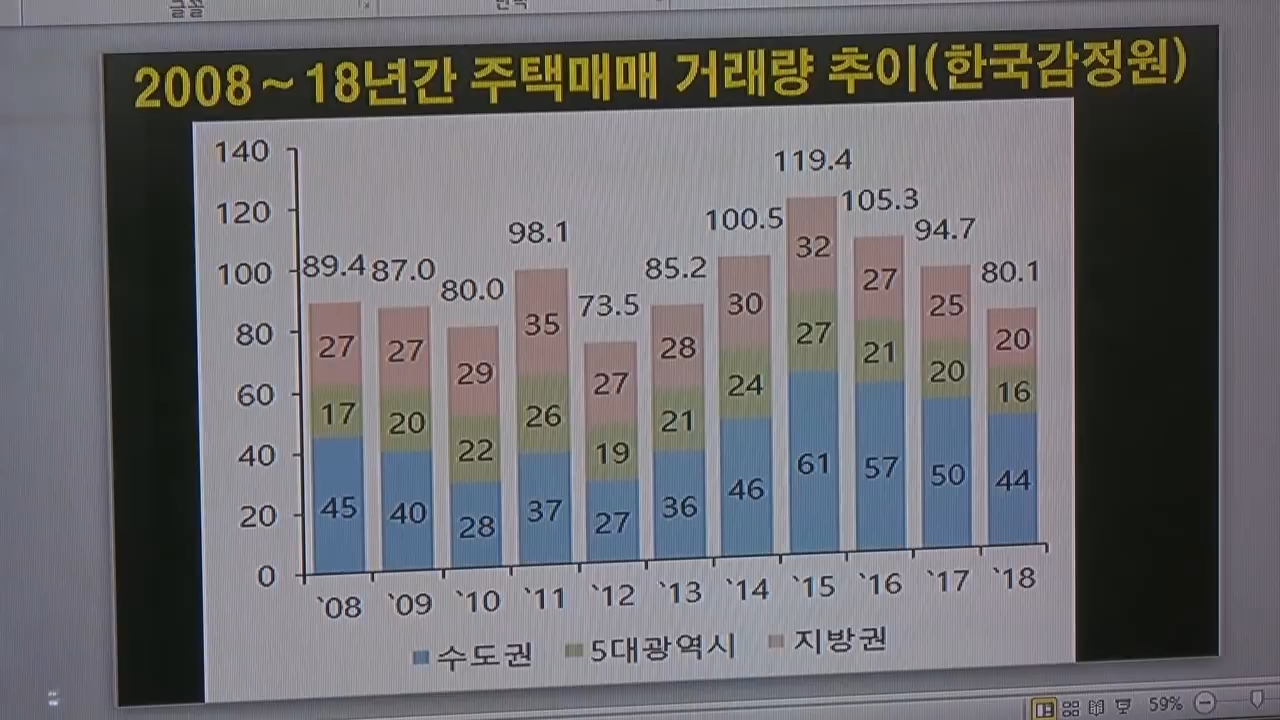 글꼴
2008~18년간 주택매매 거래량 추이(한국감정원)
140
120
100
80
60
40
20
0
89.4 87.0 80.0 98.1 73.5 85.2 100.5 119.4 105.3 94.7 80.1
27 27 29 35 27 28 30 32 27 25 20
17 20 22 26 19 21 24 27 21 20 16
45 40 28 37 27 36 46 61 57 50 44
`08 `09 `10 `11 `12 `13 `14 `15 `16 `17 `18
수도권 5대광역시 지방권
59%